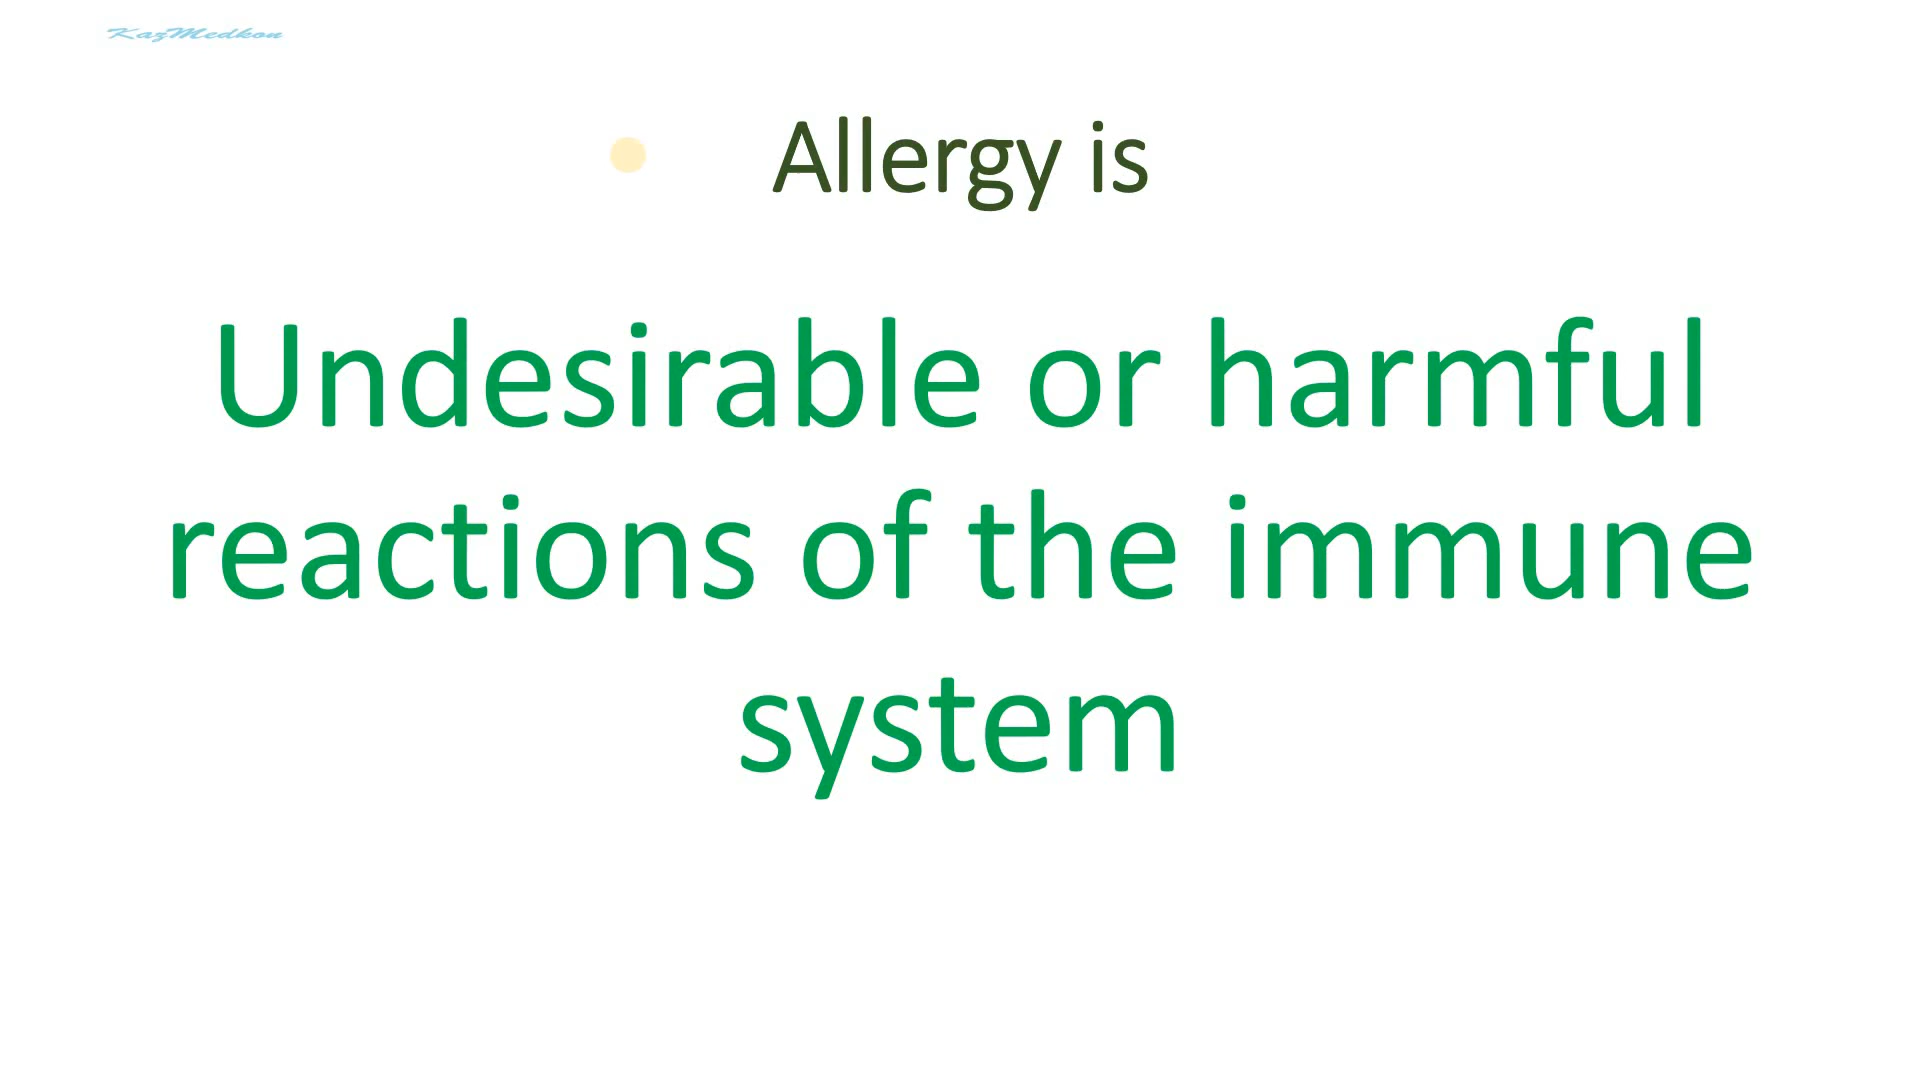 KazMedkon
Allergy is
Undesirable or harmful
reactions of the immune
system